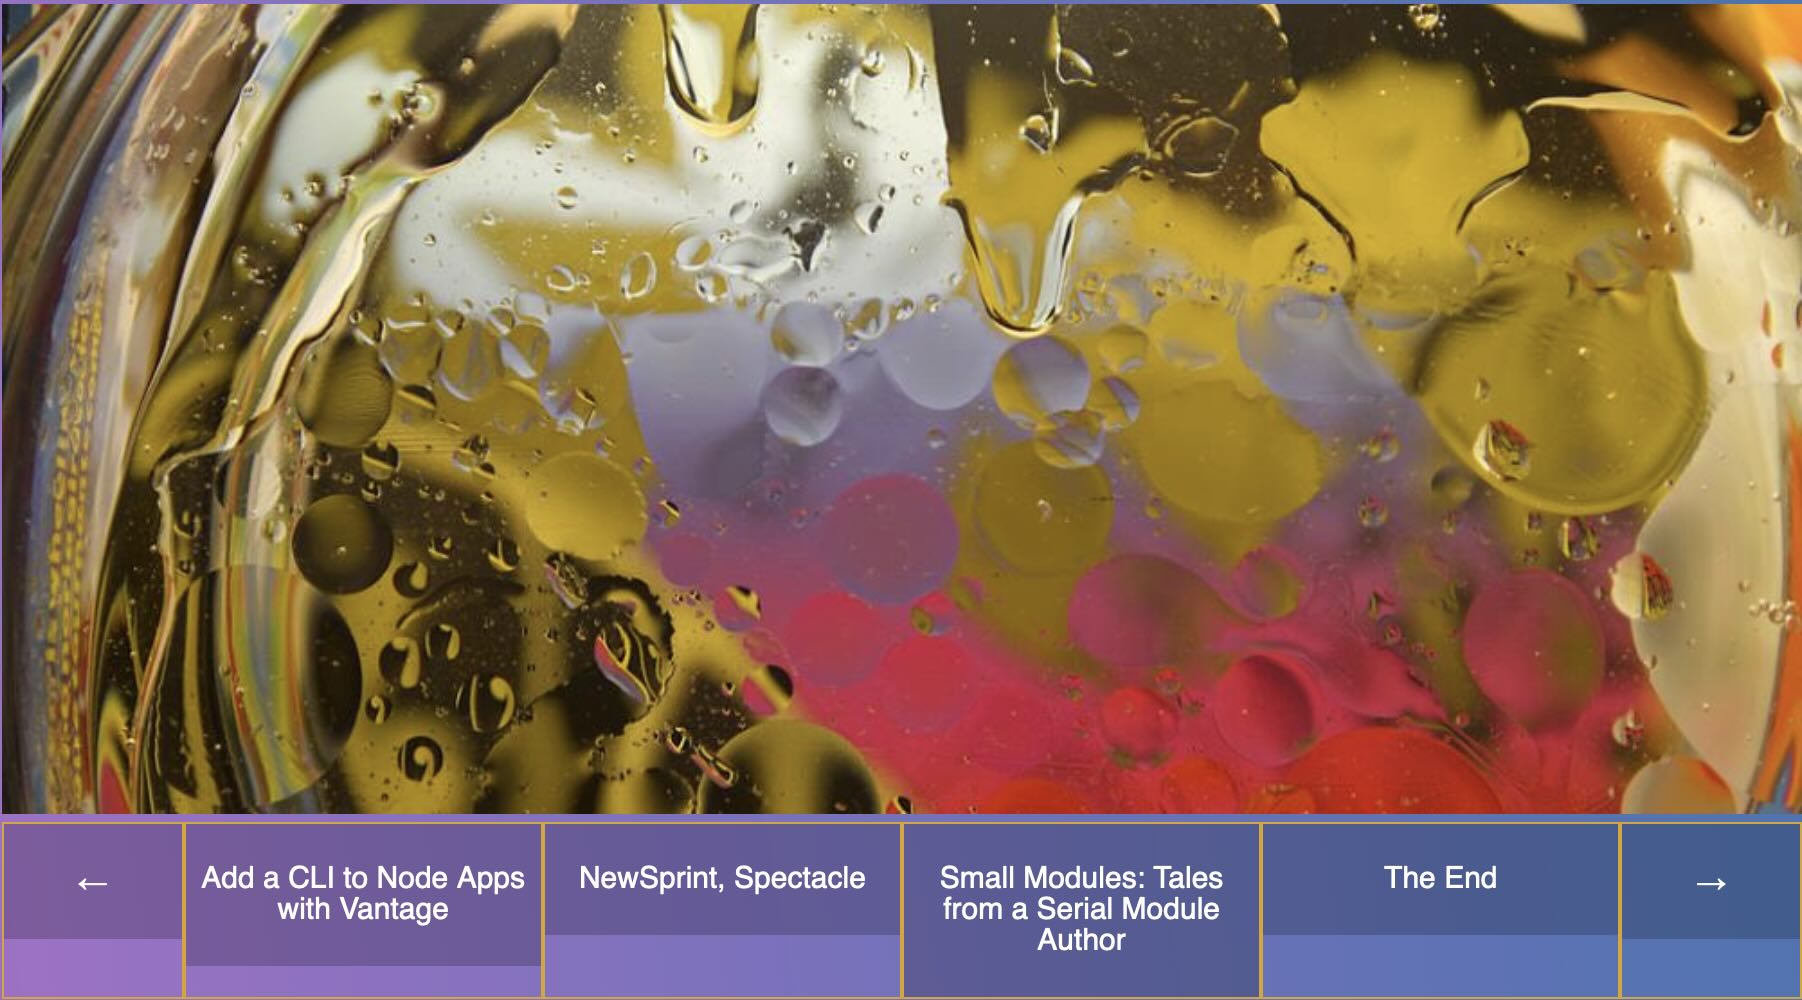 ←
Add a CLI to Node Apps
with Vantage
NewSprint, Spectacle
Small Modules: Tales
from a Serial Module
Author
The End
→